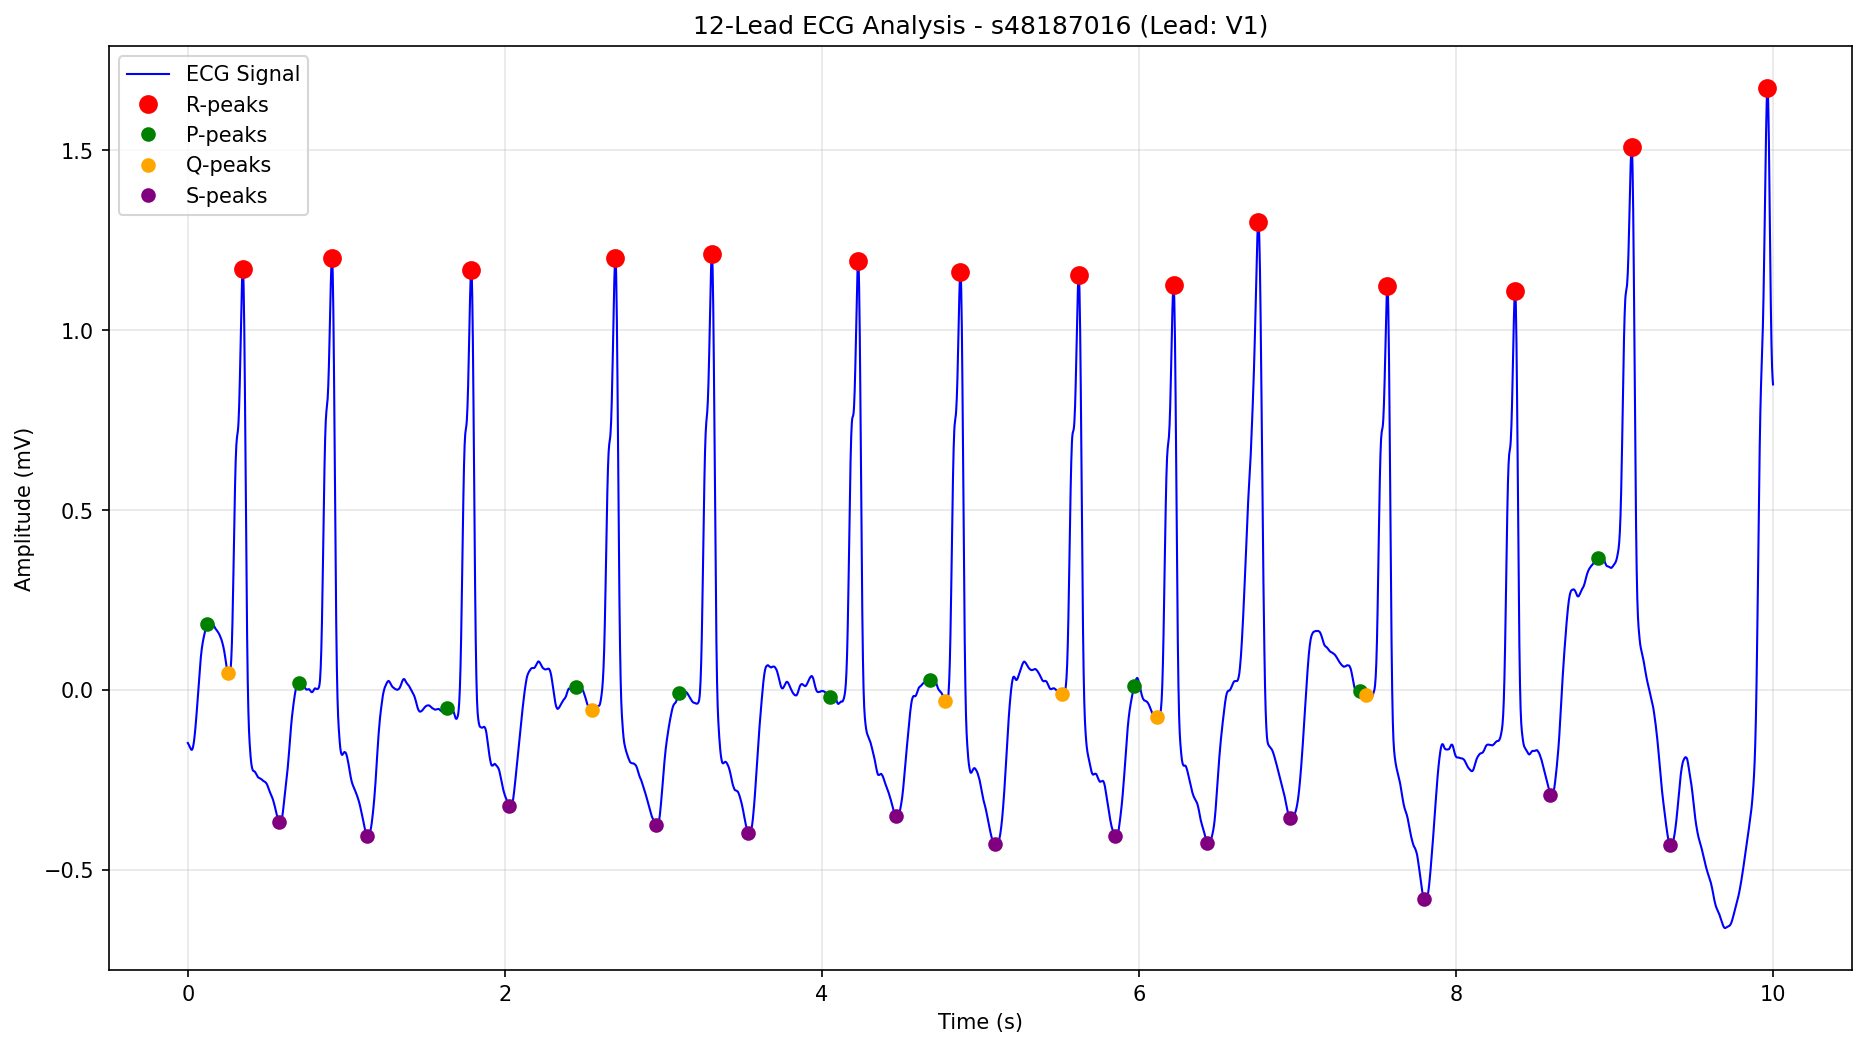 12-Lead ECG Analysis - s48187016 (Lead: V1)
ECG Signal
R-peaks
P-peaks
Q-peaks
S-peaks
Amplitude (mV)
1.5
1.0
0.5
0.0
−0.5
0 2 4 6 8 10
Time (s)